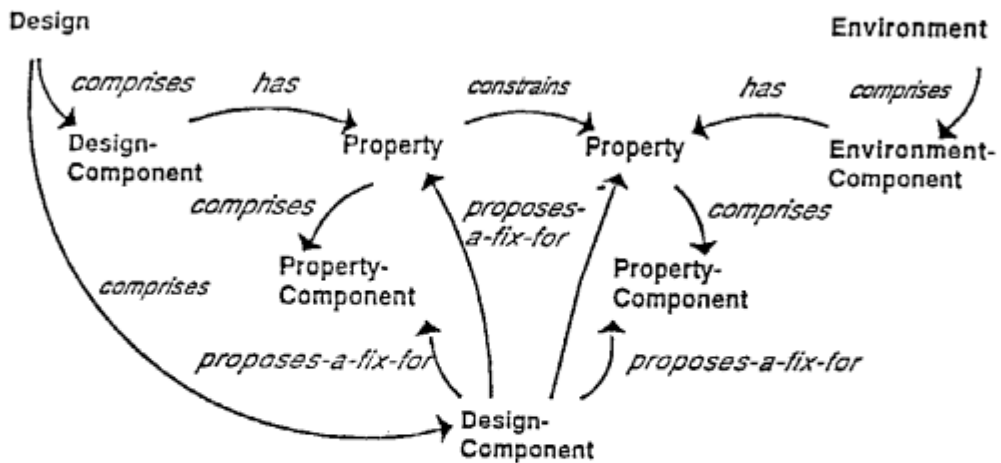 Design
Environment
comprises
has
constrains
has
comprises
Design-
Component
Property
Property
Environment-
Component
comprises
proposes-
a-fix-for
comprises
Property-
Component
Property-
Component
comprises
proposes-a-fix-for
proposes-a-fix-for
Design-
Component